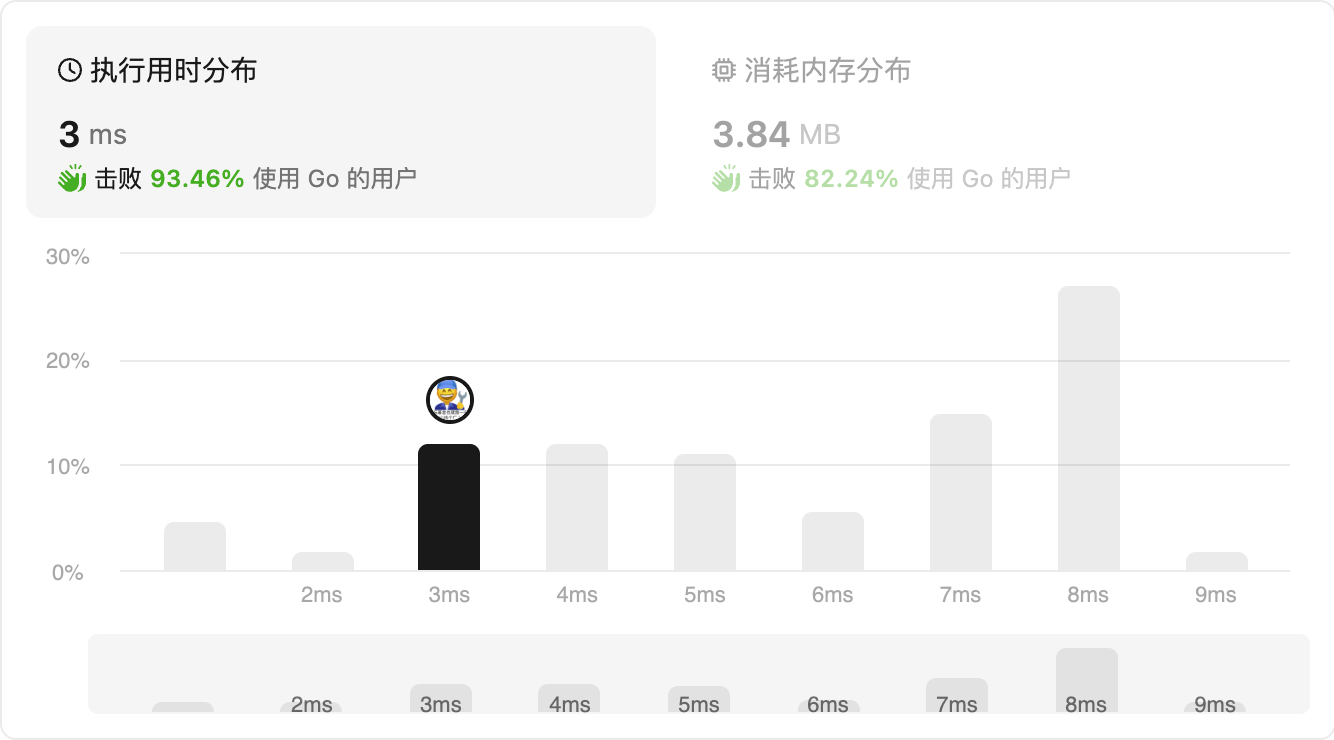 执行用时分布
3 ms
击败 93.46% 使用 Go 的用户
消耗内存分布
3.84 MB
击败 82.24% 使用 Go 的用户
30%
20%
10%
0%
2ms 3ms 4ms 5ms 6ms 7ms 8ms 9ms
2ms 3ms 4ms 5ms 6ms 7ms 8ms 9ms